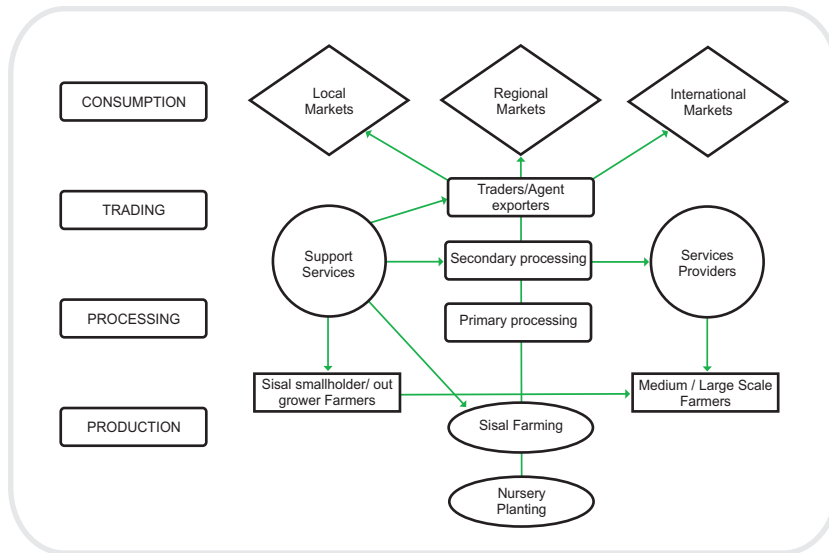 CONSUMPTION
Local
Markets
Regional
Markets
International
Markets
TRADING
Traders/Agent
exporters
Support
Services
Secondary processing
Services
Providers
PROCESSING
Primary processing
Sisal smallholder/ out
grower Farmers
Medium / Large Scale
Farmers
PRODUCTION
Sisal Farming
Nursery
Planting